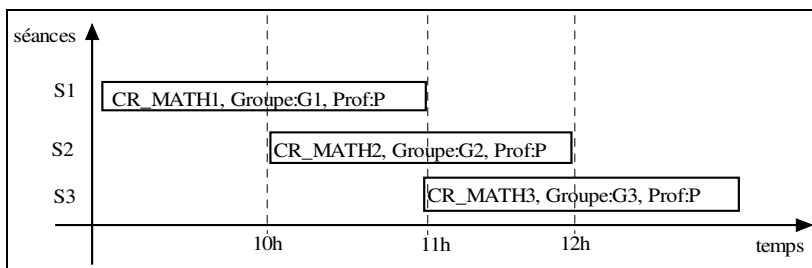 séances
S1
CR_MATH1, Groupe:G1, Prof:P
S2
CR_MATH2, Groupe:G2, Prof:P
S3
CR_MATH3, Groupe:G3, Prof:P
10h 11h 12h temps